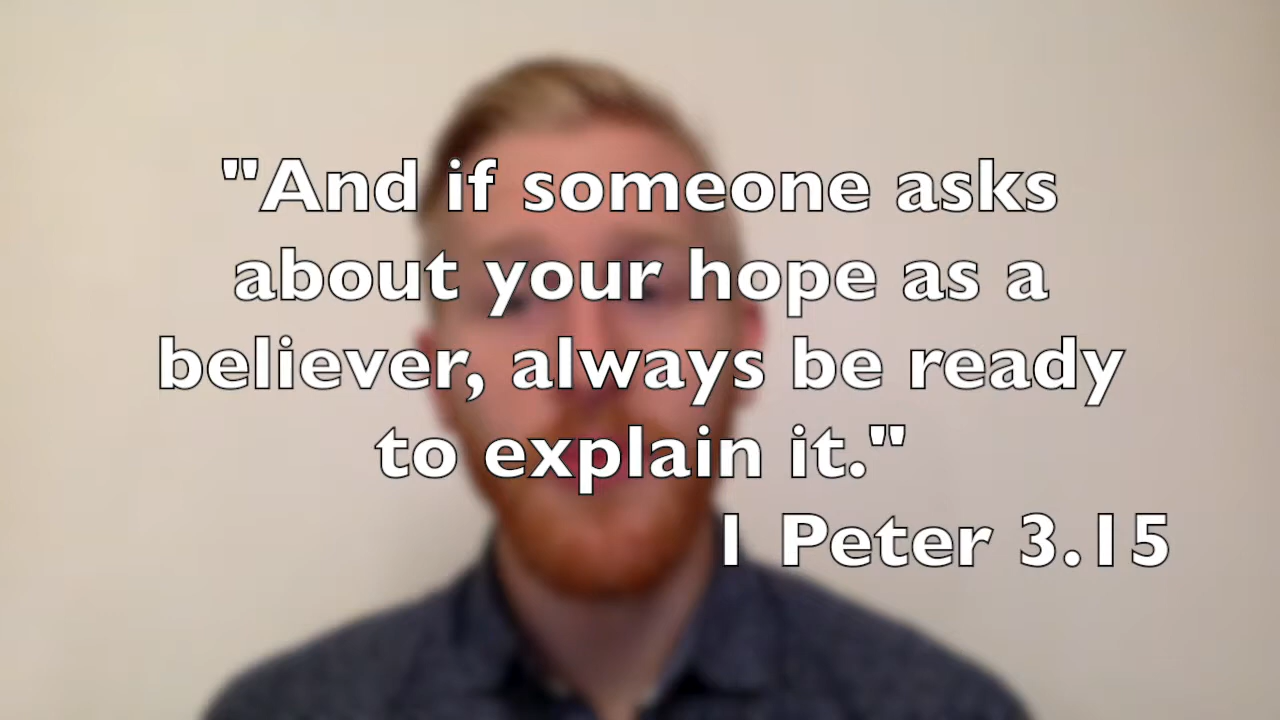 "And if someone asks
about your hope as a
believer, always be ready
to explain it."
1 Peter 3.15